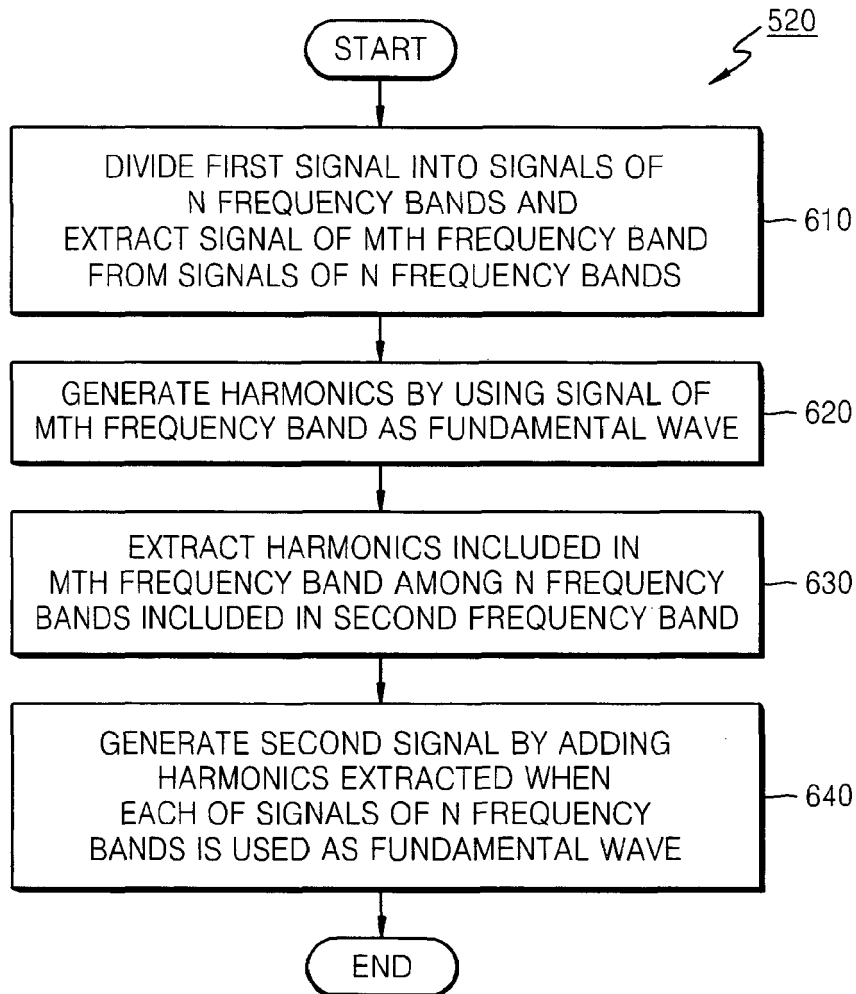 520
START
DIVIDE FIRST SIGNAL INTO SIGNALS OF
N FREQUENCY BANDS AND
EXTRACT SIGNAL OF MTH FREQUENCY BAND
FROM SIGNALS OF N FREQUENCY BANDS
610
GENERATE HARMONICS BY USING SIGNAL OF
MTH FREQUENCY BAND AS FUNDAMENTAL WAVE
620
EXTRACT HARMONICS INCLUDED IN
MTH FREQUENCY BAND AMONG N FREQUENCY
BANDS INCLUDED IN SECOND FREQUENCY BAND
630
GENERATE SECOND SIGNAL BY ADDING
HARMONICS EXTRACTED WHEN
EACH OF SIGNALS OF N FREQUENCY
BANDS IS USED AS FUNDAMENTAL WAVE
640
END